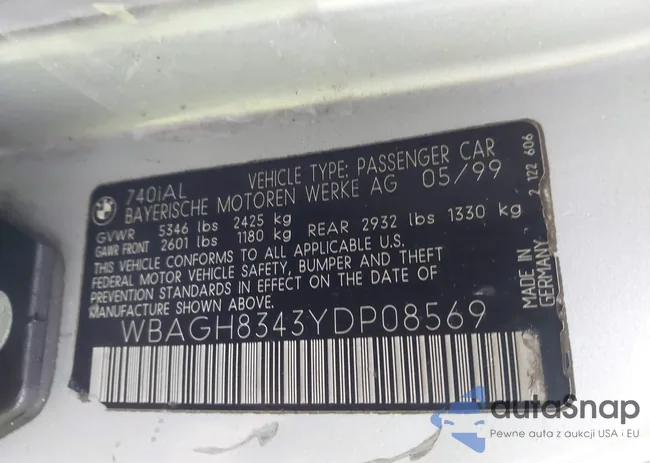 BMW
740iAL VEHICLE TYPE: PASSENGER CAR
BAYERISCHE MOTOREN WERKE AG 05/99
GVWR 5346 lbs 2425 kg
GAWR FRONT 2601 lbs 1180 kg REAR 2932 lbs 1330 kg
THIS VEHICLE CONFORMS TO ALL APPLICABLE U.S.
FEDERAL MOTOR VEHICLE SAFETY, BUMPER AND THEFT
PREVENTION STANDARDS IN EFFECT ON THE DATE OF
MANUFACTURE SHOWN ABOVE.
WBAGH8343YDP08569
MADE IN
GERMANY
2 122 606
autoSnap
Pewne auta z aukcji USA i EU